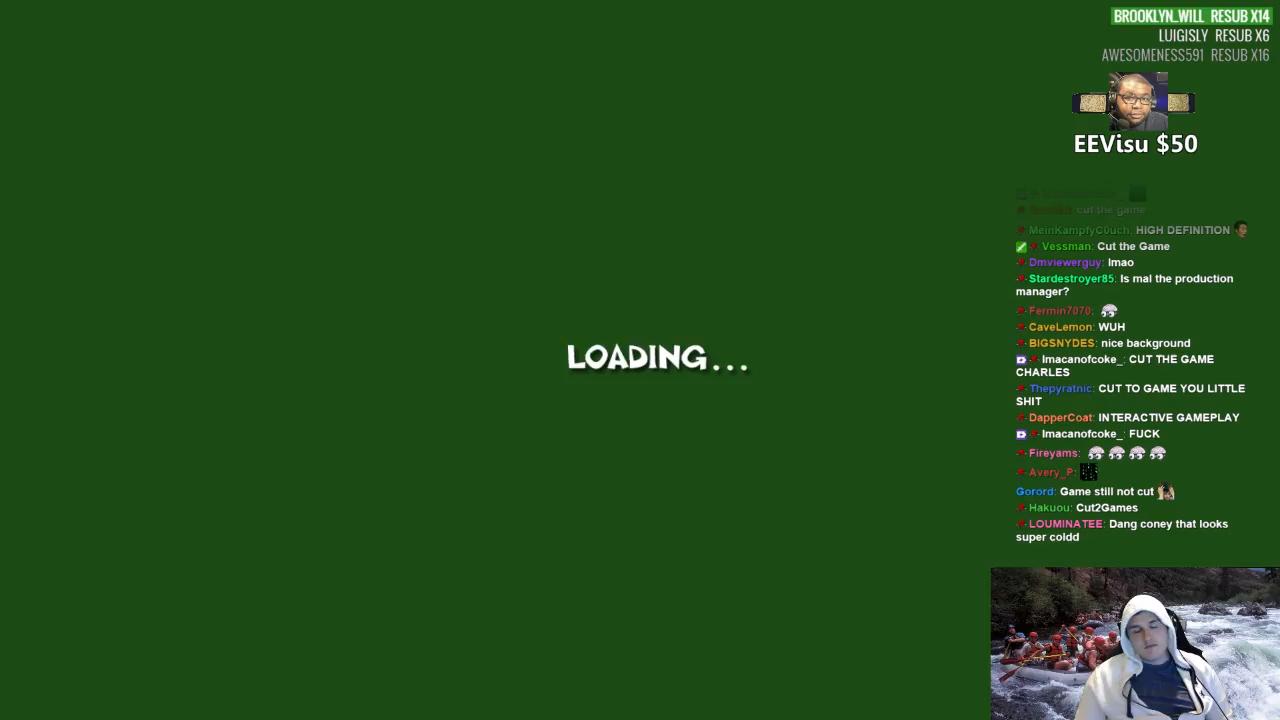 BROOKLYN_WILL RESUB X14
LUIGISLY RESUB X6
AWESOMENESS591 RESUB X16
EEVisu $50
cut the game
MeinKampfyC0uch: HIGH DEFINITION
Vessman: Cut the Game
Dmviewerguy: lmao
Stardestroyer85: Is mal the production
manager?
Fermin7070:
CaveLemon: WUH
BIGSNYDES: nice background
Imacanofcoke_: CUT THE GAME
CHARLES
Thepyratnic: CUT TO GAME YOU LITTLE
SHIT
DapperCoat: INTERACTIVE GAMEPLAY
Imacanofcoke_: FUCK
Fireyams:
Avery_P:
Gorord: Game still not cut
Hakuou: Cut2Games
LOUMINATEE: Dang coney that looks
super coldd
LOADING...